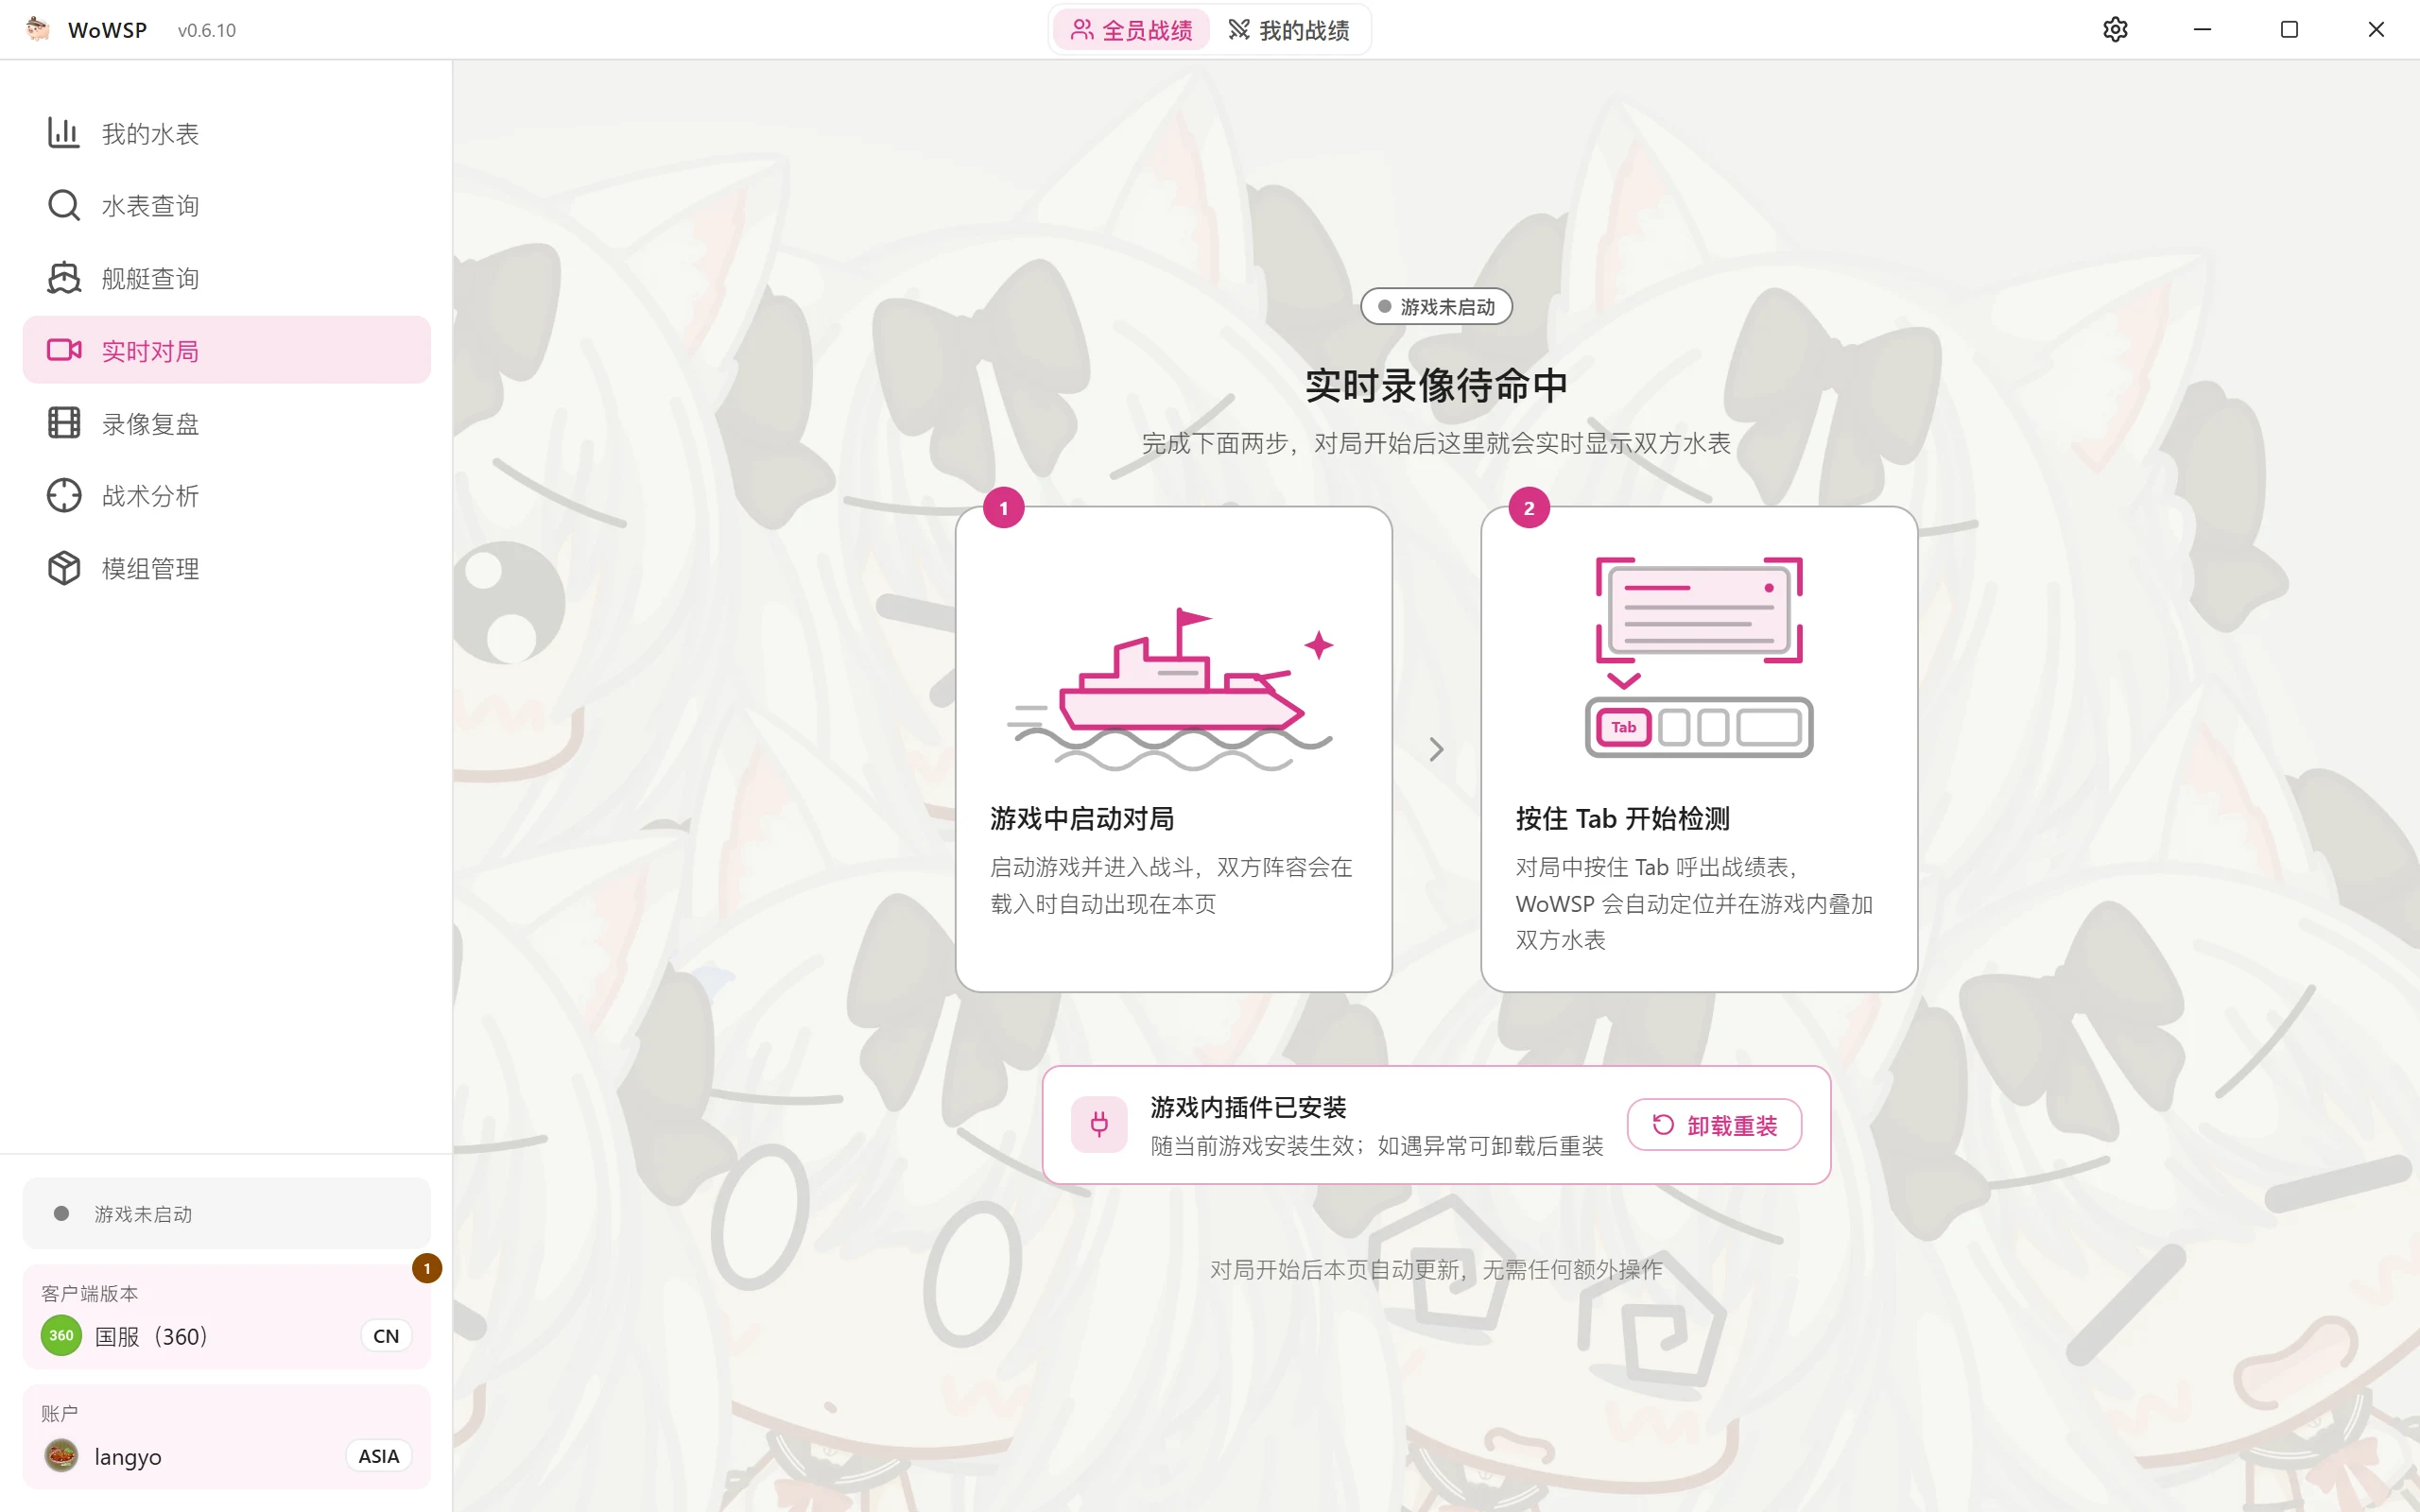 WoWSP v0.6.10
全员战绩
我的战绩
我的水表
水表查询
舰艇查询
实时对局
录像复盘
战术分析
模组管理
游戏未启动
实时录像待命中
完成下面两步，对局开始后这里就会实时显示双方水表
1
游戏中启动对局
启动游戏并进入战斗，双方阵容会在
载入时自动出现在本页
2
Tab
按住 Tab 开始检测
对局中按住 Tab 呼出战绩表，
WoWSP 会自动定位并在游戏内叠加
双方水表
游戏内插件已安装
随当前游戏安装生效；如遇异常可卸载后重装
卸载重装
对局开始后本页自动更新，无需任何额外操作
游戏未启动
1
客户端版本
360 国服（360） CN
账户
langyo ASIA